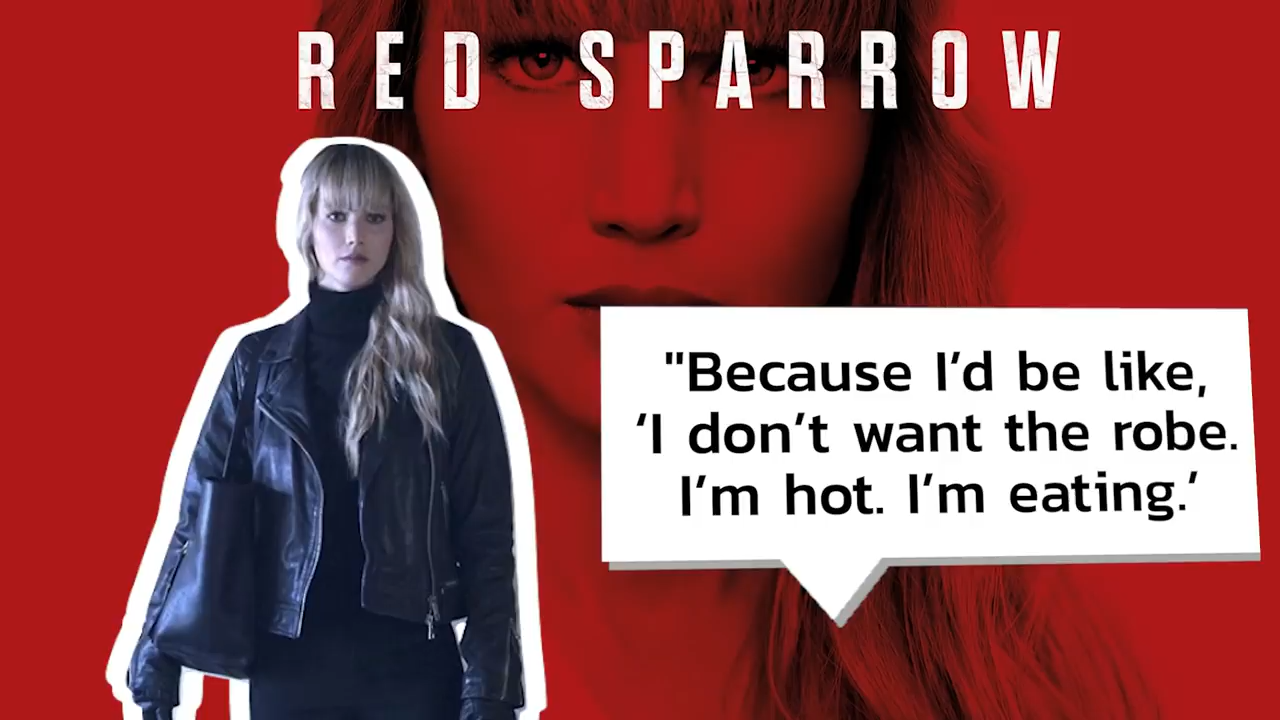 RED SPARROW
"Because I’d be like,
‘I don’t want the robe.
I’m hot. I’m eating.’